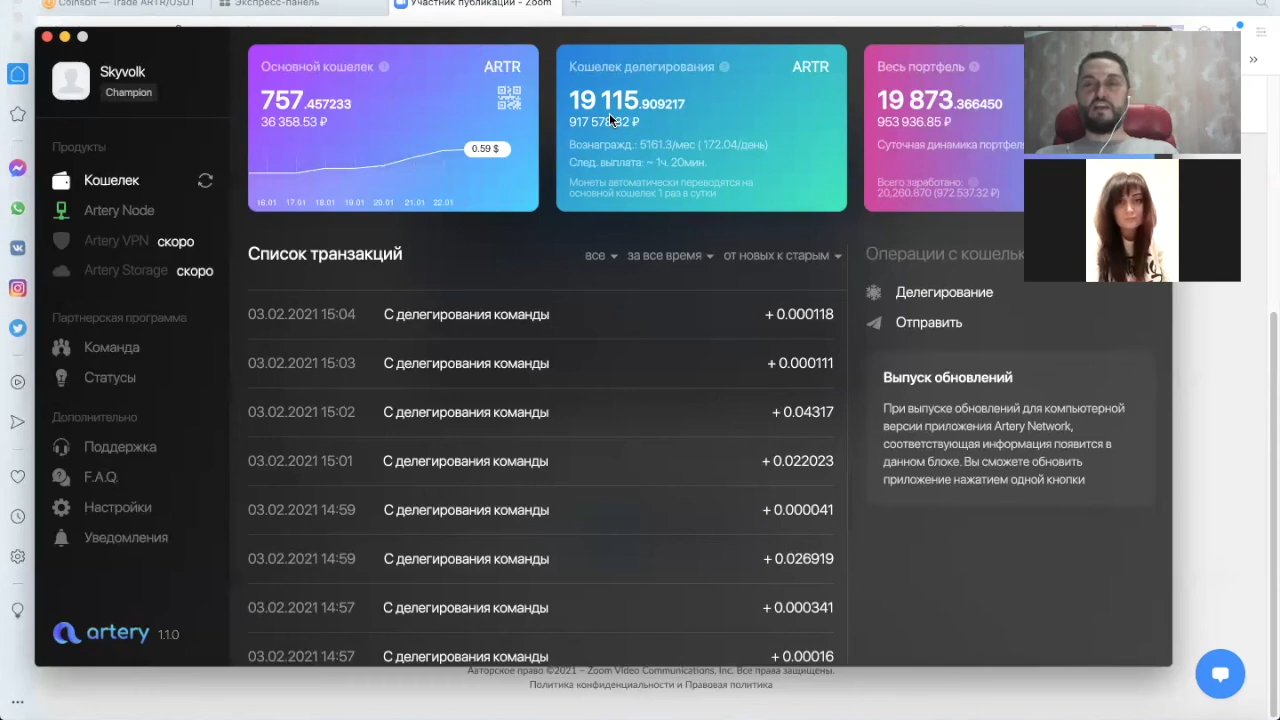 Coinsbit — Trade ARTR/USDT
Экспресс-панель
Участник публикации - Zoom
Skyvolk
Champion
Продукты
Кошелек
Artery Node
Artery VPN скоро
Artery Storage скоро
Партнерская программа
Команда
Статусы
Дополнительно
Поддержка
F.A.Q.
Настройки
Уведомления
artery 1.1.0
Основной кошелек ARTR
757.457233
36 358.53 ₽
0.59 $
16.01 17.01 18.01 19.01 20.01 21.01 22.01
Кошелек делегирования ARTR
19 115.909217
917 578.32 ₽
Вознагражд.: 5161.3/мес ( 172.04/день)
След. выплата: ~ 1ч. 20мин.
Монеты автоматически переводятся на
основной кошелек 1 раз в сутки
Весь портфель
19 873.366450
953 936.85 ₽
Суточная динамика портфеля
Всего заработано:
20,260.870 (972 537.32 ₽)
Список транзакций
все за все время от новых к старым
03.02.2021 15:04 С делегирования команды + 0.000118
03.02.2021 15:03 С делегирования команды + 0.000111
03.02.2021 15:02 С делегирования команды + 0.04317
03.02.2021 15:01 С делегирования команды + 0.022023
03.02.2021 14:59 С делегирования команды + 0.000041
03.02.2021 14:59 С делегирования команды + 0.026919
03.02.2021 14:57 С делегирования команды + 0.000341
03.02.2021 14:57 С делегирования команды + 0.00016
Операции с кошельк
Делегирование
Отправить
Выпуск обновлений
При выпуске обновлений для компьютерной
версии приложения Artery Network,
соответствующая информация появится в
данном блоке. Вы сможете обновить
приложение нажатием одной кнопки
Авторское право ©2021 – Zoom Video Communications, Inc. Все права защищены.
Политика конфиденциальности и Правовая политика